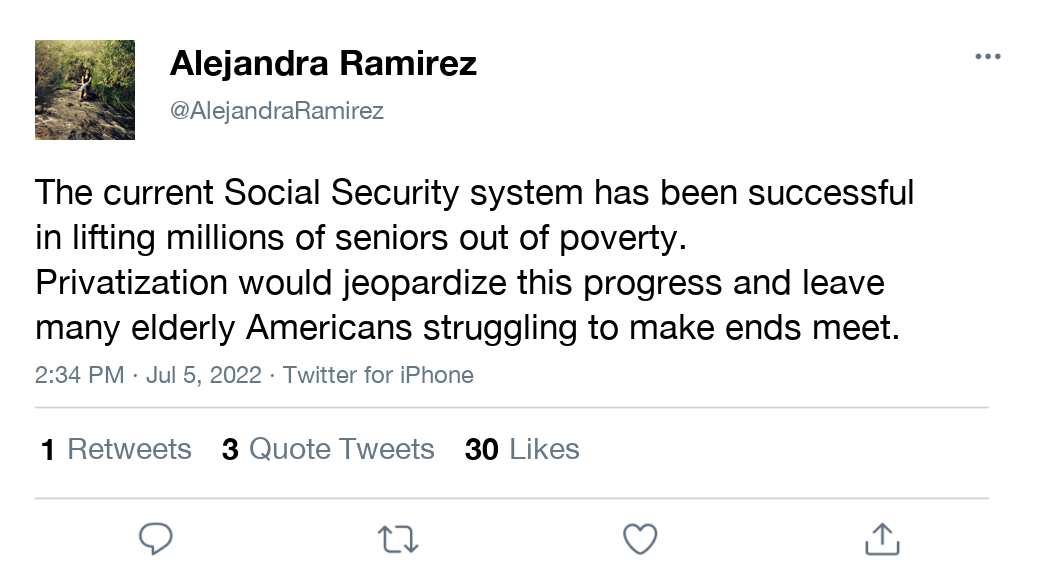 Alejandra Ramirez
@AlejandraRamirez
The current Social Security system has been successful
in lifting millions of seniors out of poverty.
Privatization would jeopardize this progress and leave
many elderly Americans struggling to make ends meet.
2:34 PM · Jul 5, 2022 · Twitter for iPhone
1 Retweets 3 Quote Tweets 30 Likes